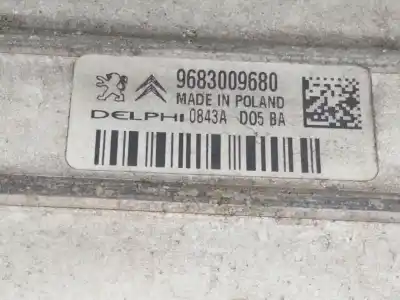 9683009680
MADE IN POLAND
DELPHI 0843A D05 BA